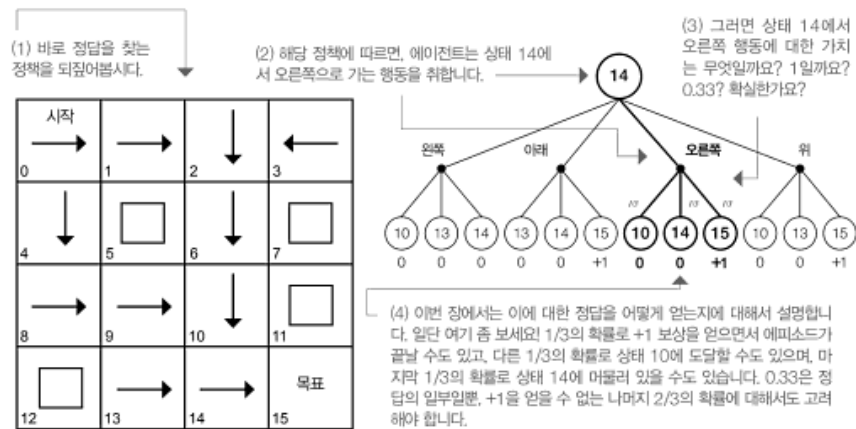 (1) 바로 정답을 찾는
정책을 되짚어봅시다.
(2) 해당 정책에 따르면, 에이전트는 상태 14에
서 오른쪽으로 가는 행동을 취합니다.
(3) 그러면 상태 14에서
오른쪽 행동에 대한 가치
는 무엇일까요? 1일까요?
0.33? 확실한가요?
시작
0 1 2 3
4 5 6 7
8 9 10 11
목표
12 13 14 15
14
왼쪽 아래 오른쪽 위
1/3 1/3 1/3
10 13 14 13 14 15 10 14 15 10 13 15
0 0 0 0 0 +1 0 0 +1 0 0 +1
(4) 이번 장에서는 이에 대한 정답을 어떻게 얻는지에 대해서 설명합니
다. 일단 여기 좀 보세요! 1/3의 확률로 +1 보상을 얻으면서 에피소드가
끝날 수도 있고, 다른 1/3의 확률로 상태 10에 도달할 수도 있으며, 마
지막 1/3의 확률로 상태 14에 머물러 있을 수도 있습니다. 0.33은 정
답의 일부일뿐, +1을 얻을 수 없는 나머지 2/3의 확률에 대해서도 고려
해야 합니다.